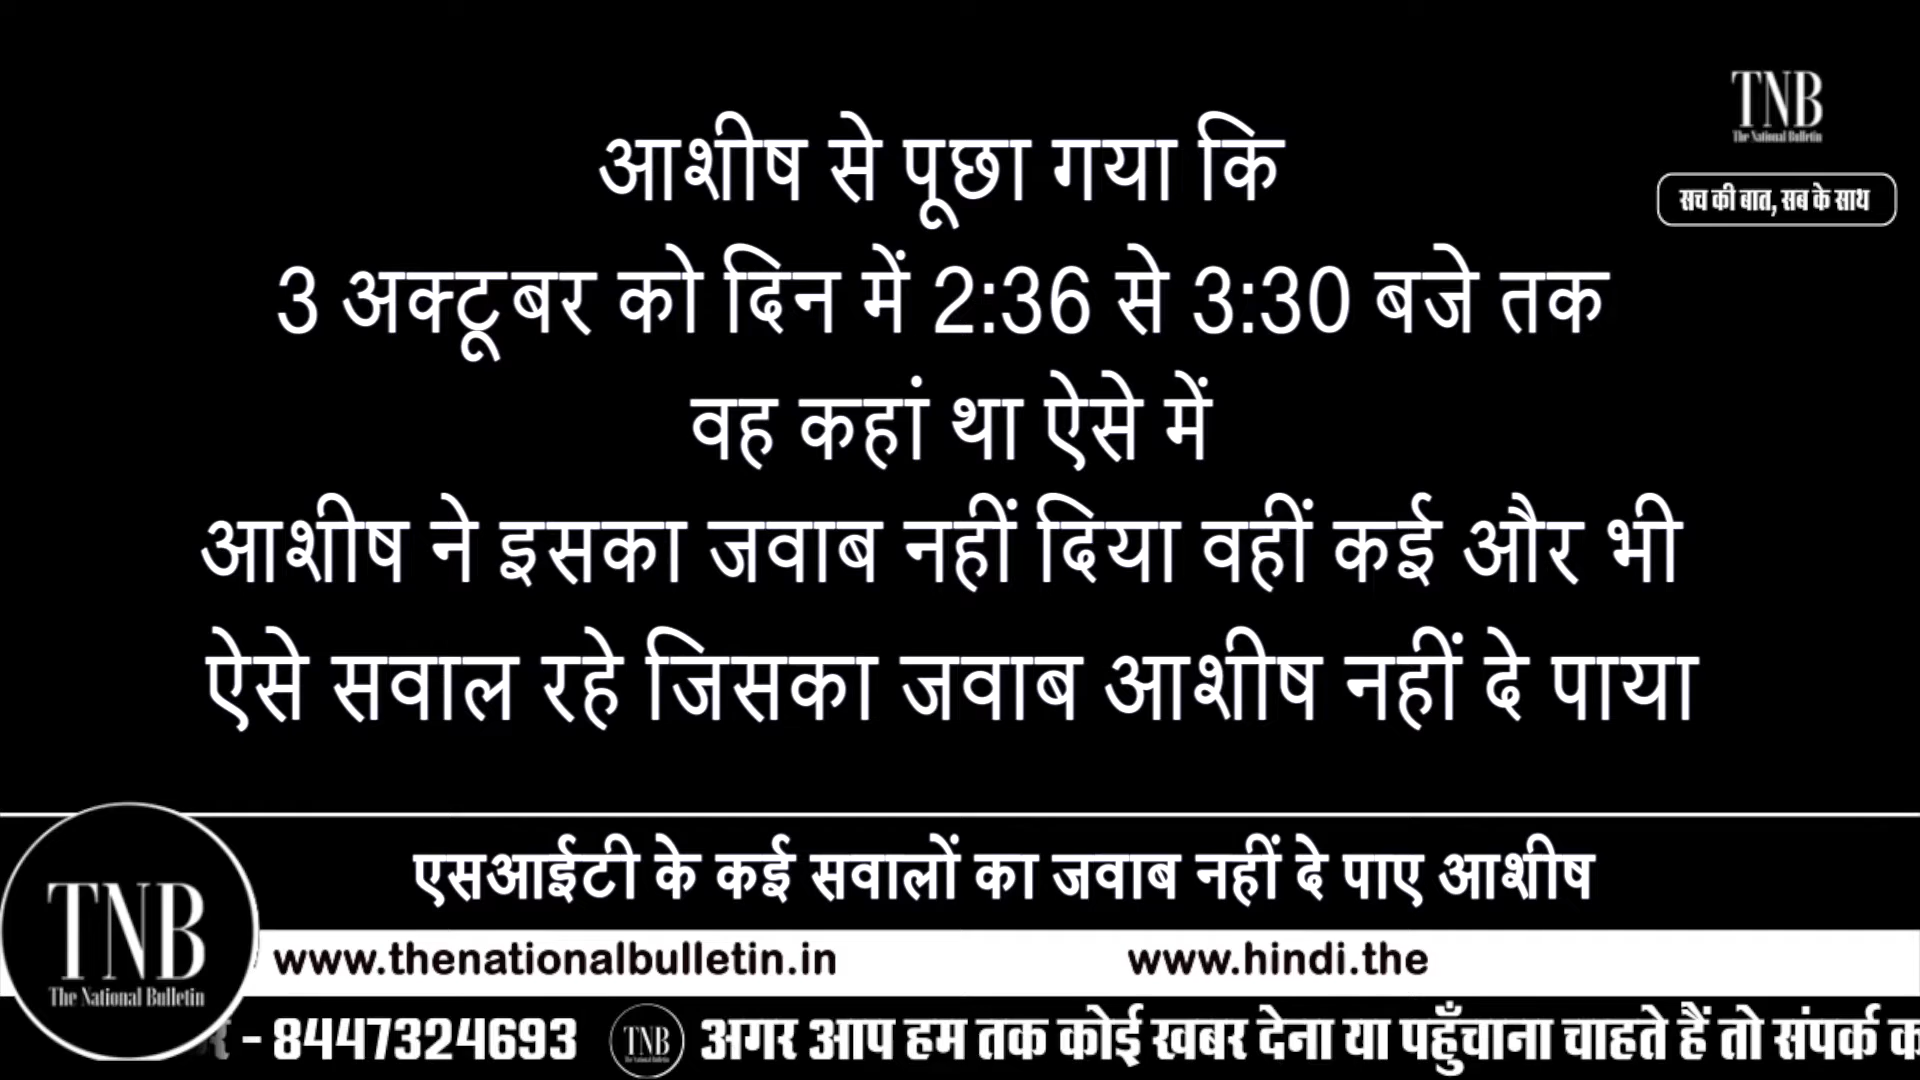 TNB
The National Bulletin
सच की बात, सब के साथ
आशीष से पूछा गया कि
3 अक्टूबर को दिन में 2:36 से 3:30 बजे तक
वह कहां था ऐसे में
आशीष ने इसका जवाब नहीं दिया वहीं कई और भी
ऐसे सवाल रहे जिसका जवाब आशीष नहीं दे पाया
एसआईटी के कई सवालों का जवाब नहीं दे पाए आशीष
TNB
The National Bulletin
www.thenationalbulletin.in www.hindi.the
- 8447324693 TNB अगर आप हम तक कोई खबर देना या पहुँचाना चाहते हैं तो संपर्क